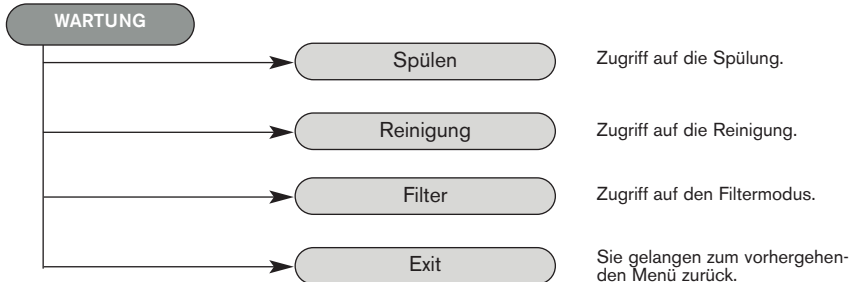 WARTUNG
Spülen
Zugriff auf die Spülung.
Reinigung
Zugriff auf die Reinigung.
Filter
Zugriff auf den Filtermodus.
Exit
Sie gelangen zum vorhergehen-
den Menü zurück.